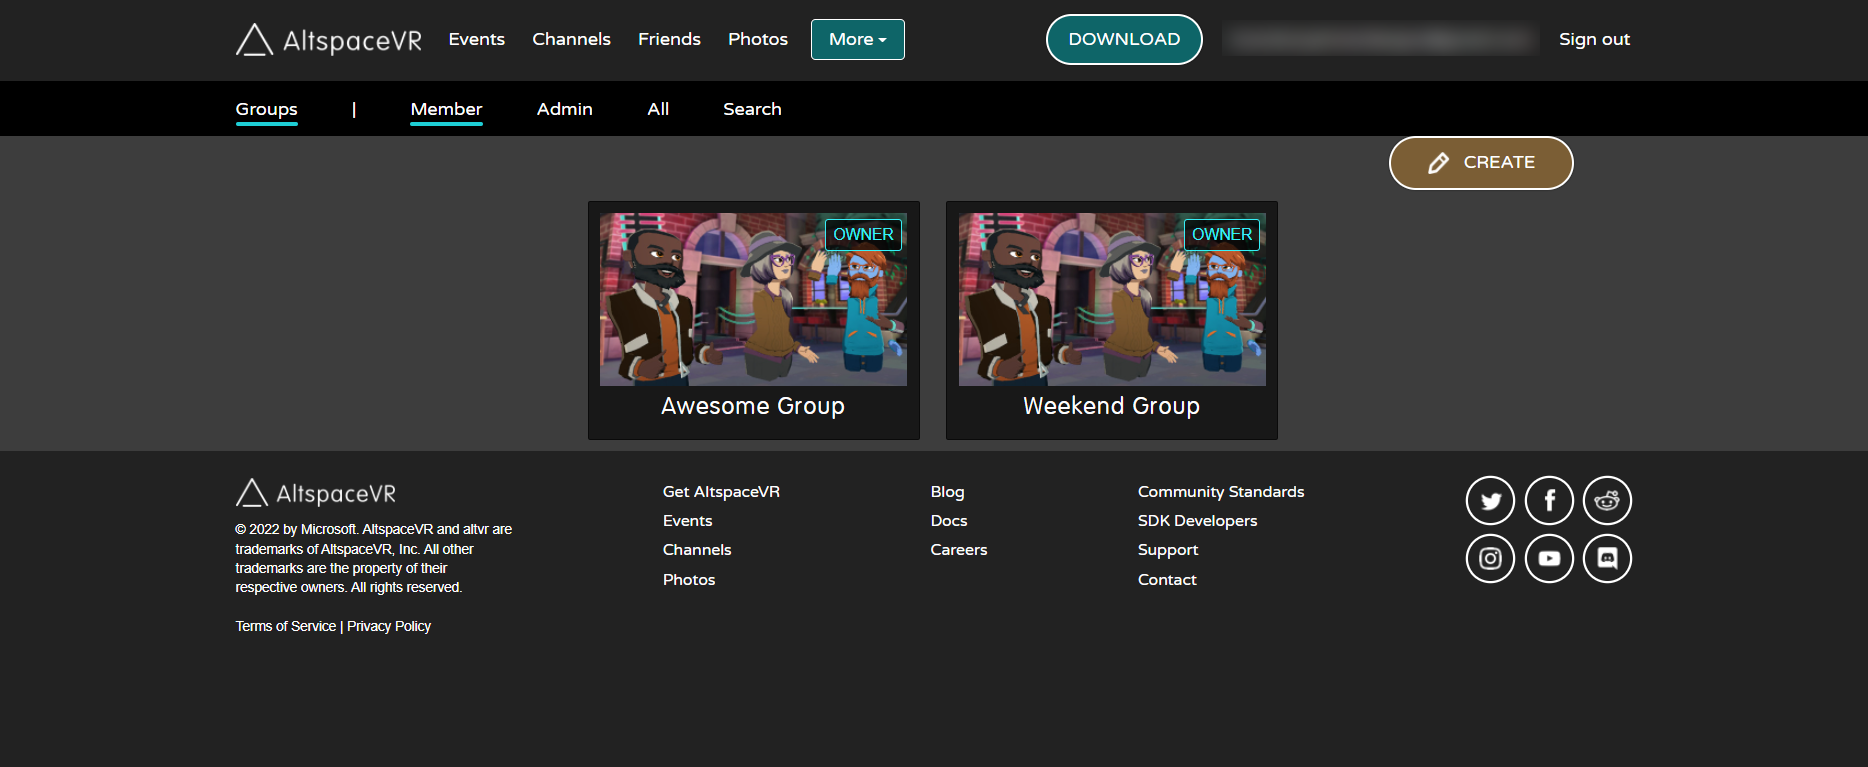 AltspaceVR Events Channels Friends Photos More DOWNLOAD Sign out
Groups | Member Admin All Search
CREATE
OWNER OWNER
Awesome Group Weekend Group
AltspaceVR
© 2022 by Microsoft. AltspaceVR and altvr are
trademarks of AltspaceVR, Inc. All other
trademarks are the property of their
respective owners. All rights reserved.
Terms of Service | Privacy Policy
Get AltspaceVR
Events
Channels
Photos
Blog
Docs
Careers
Community Standards
SDK Developers
Support
Contact